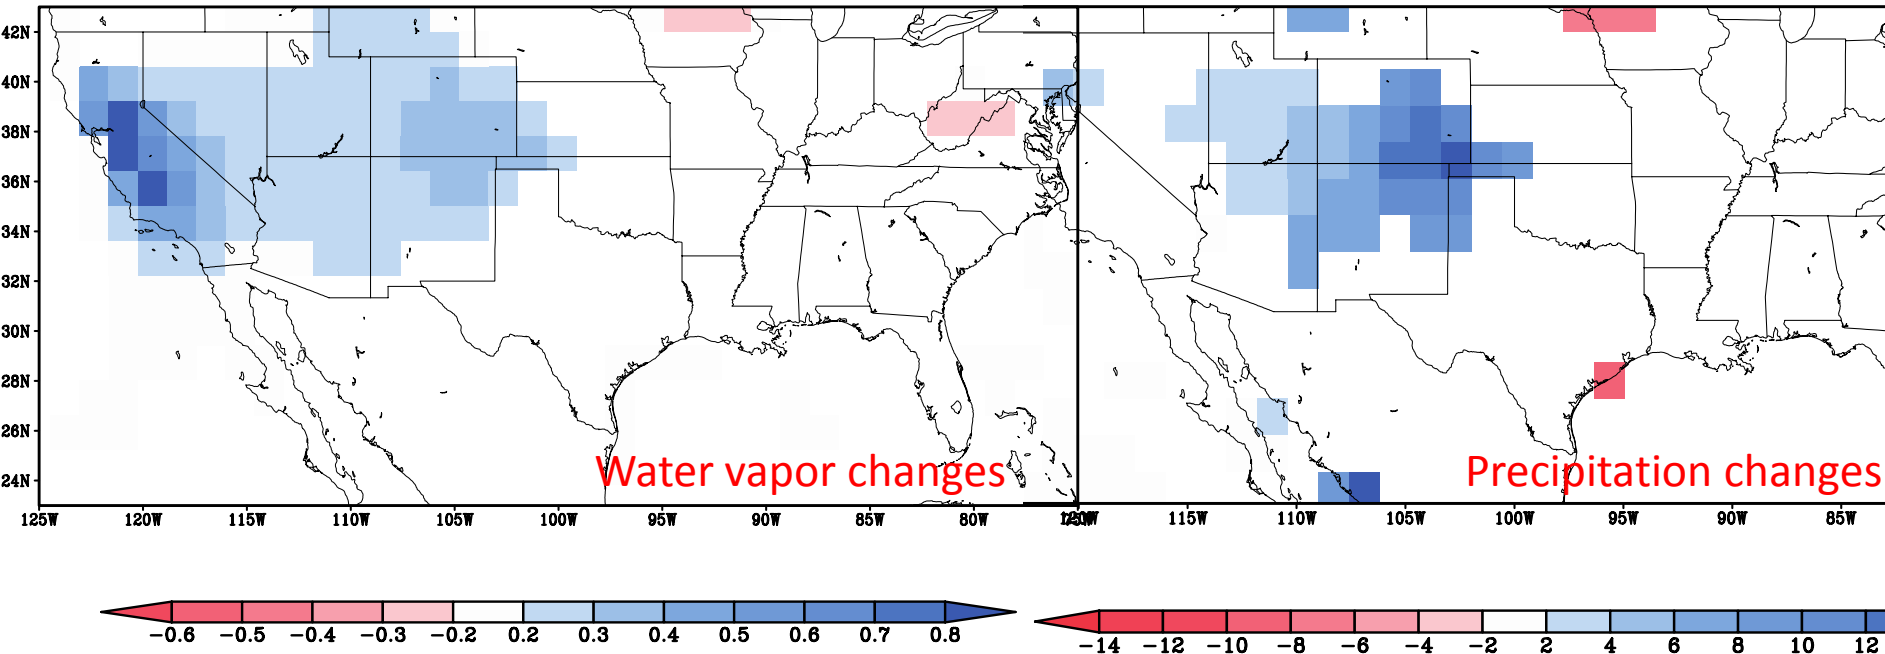 42N
40N
38N
36N
34N
32N
30N
28N
26N
24N
Water vapor changes
Precipitation changes
125W 120W 115W 110W 105W 100W 95W 90W 85W 80W
115W 110W 105W 100W 95W 90W 85W
-0.6 -0.5 -0.4 -0.3 -0.2 0.2 0.3 0.4 0.5 0.6 0.7 0.8
-14 -12 -10 -8 -6 -4 -2 2 4 6 8 10 12